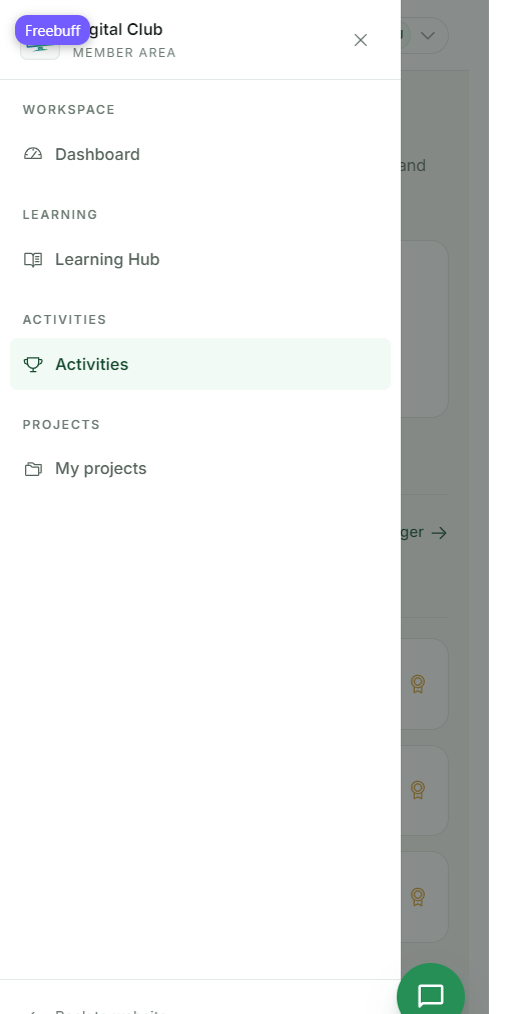 Freebuff
gital Club
MEMBER AREA
WORKSPACE
Dashboard
LEARNING
Learning Hub
ACTIVITIES
Activities
PROJECTS
My projects
and
ger